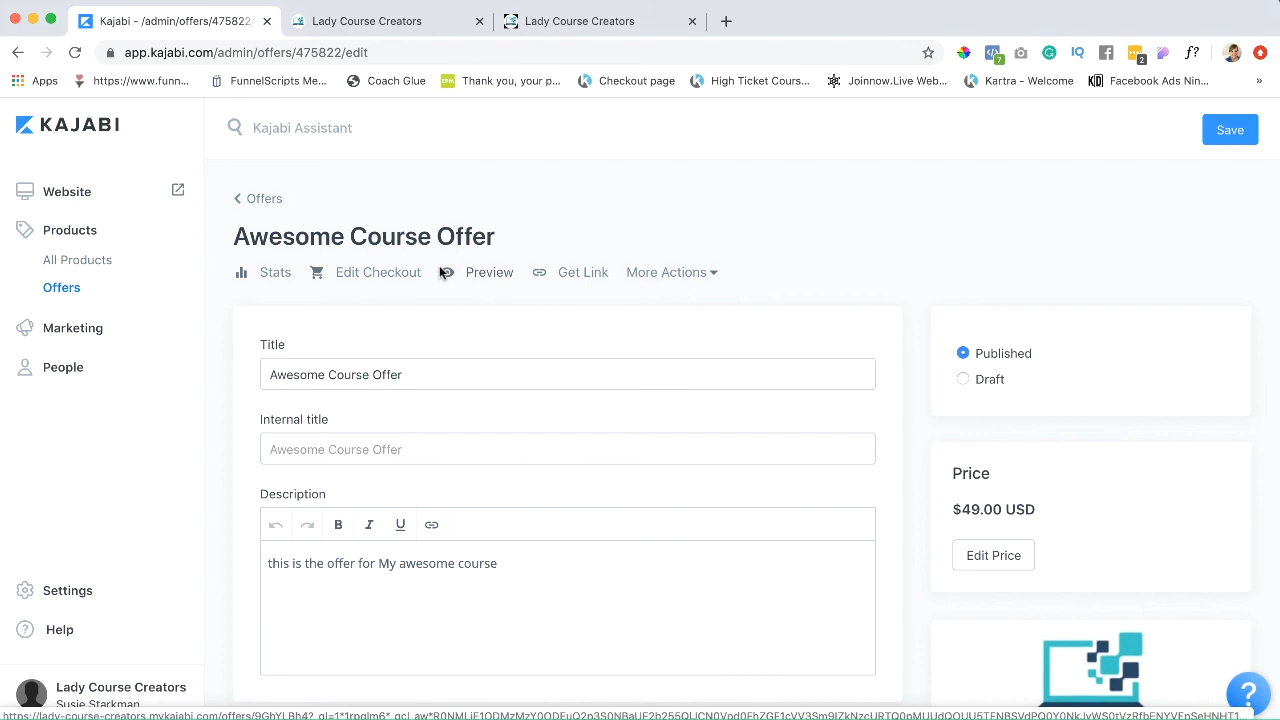 Kajabi - /admin/offers/475822/
Lady Course Creators
Lady Course Creators
app.kajabi.com/admin/offers/475822/edit
7
IQ
2
f?
Apps
https://www.funn...
FunnelScripts Me...
Coach Glue
Thank you, your p...
Checkout page
High Ticket Cours...
Joinnow.Live Web...
Kartra - Welcome
Facebook Ads Nin...
»
KAJABI
Kajabi Assistant
Save
Website
Products
All Products
Offers
Marketing
People
Settings
Help
Lady Course Creators
Susie Starkman
Offers
Awesome Course Offer
Stats
Edit Checkout
Preview
Get Link
More Actions
Title
Awesome Course Offer
Internal title
Awesome Course Offer
Description
B I U
this is the offer for My awesome course
Published
Draft
Price
$49.00 USD
Edit Price
?